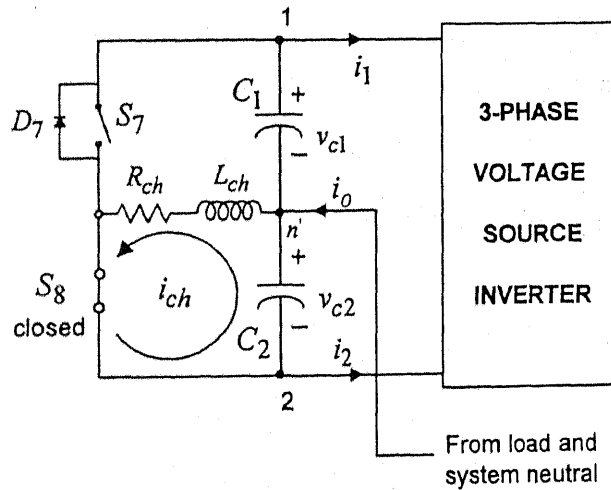 1
i1
C1
+
vc1
−
D7
S7
Rch
Lch
io
n'
S8
closed
ich
+
vc2
−
C2
i2
2
3-PHASE
VOLTAGE
SOURCE
INVERTER
From load and
system neutral